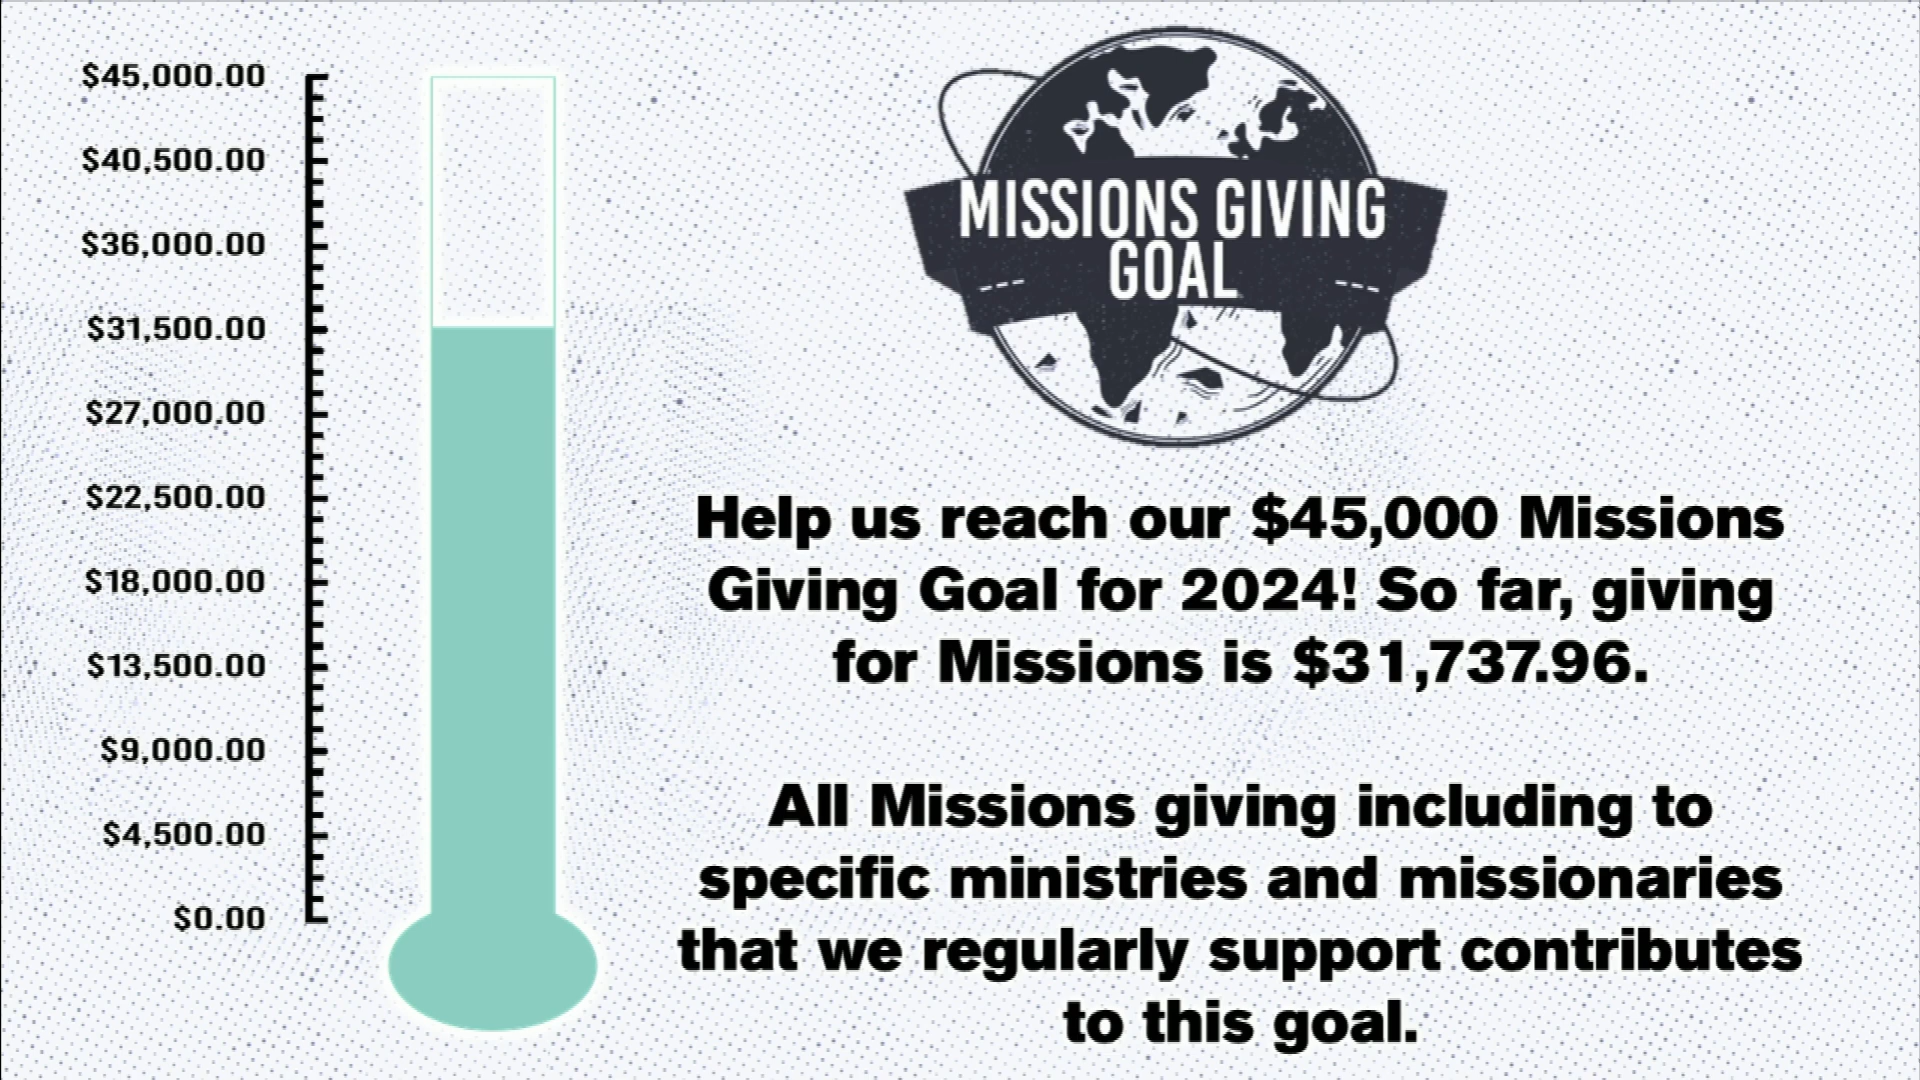 $45,000.00
$40,500.00
$36,000.00
$31,500.00
$27,000.00
$22,500.00
$18,000.00
$13,500.00
$9,000.00
$4,500.00
$0.00
MISSIONS GIVING
GOAL
Help us reach our $45,000 Missions
Giving Goal for 2024! So far, giving
for Missions is $31,737.96.
All Missions giving including to
specific ministries and missionaries
that we regularly support contributes
to this goal.